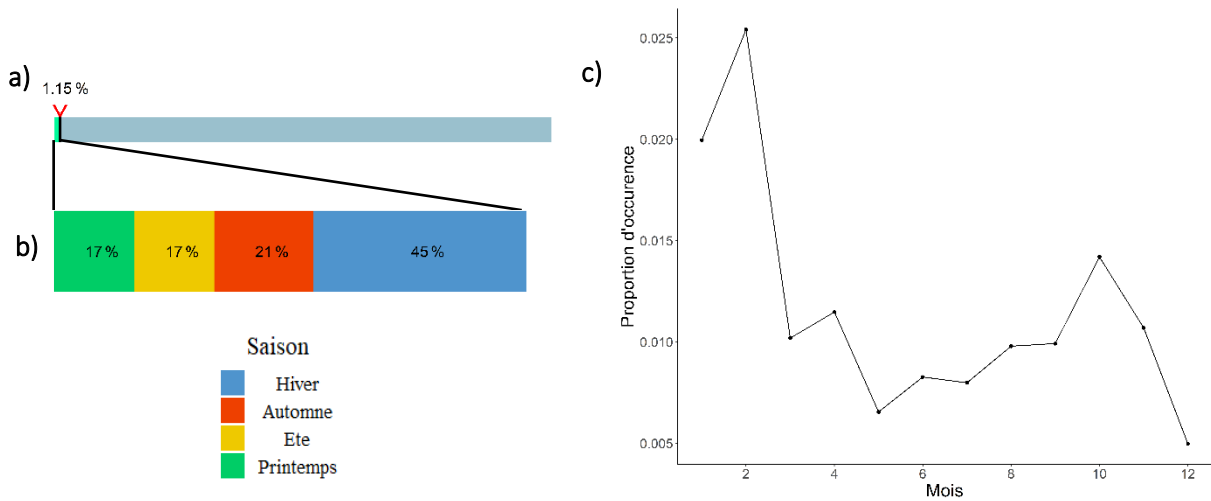 a)
1.15 %
b)
17 %
17 %
21 %
45 %
Saison
Hiver
Automne
Ete
Printemps
c)
Proportion d'occurence
0.025
0.020
0.015
0.010
0.005
2
4
6
8
10
12
Mois